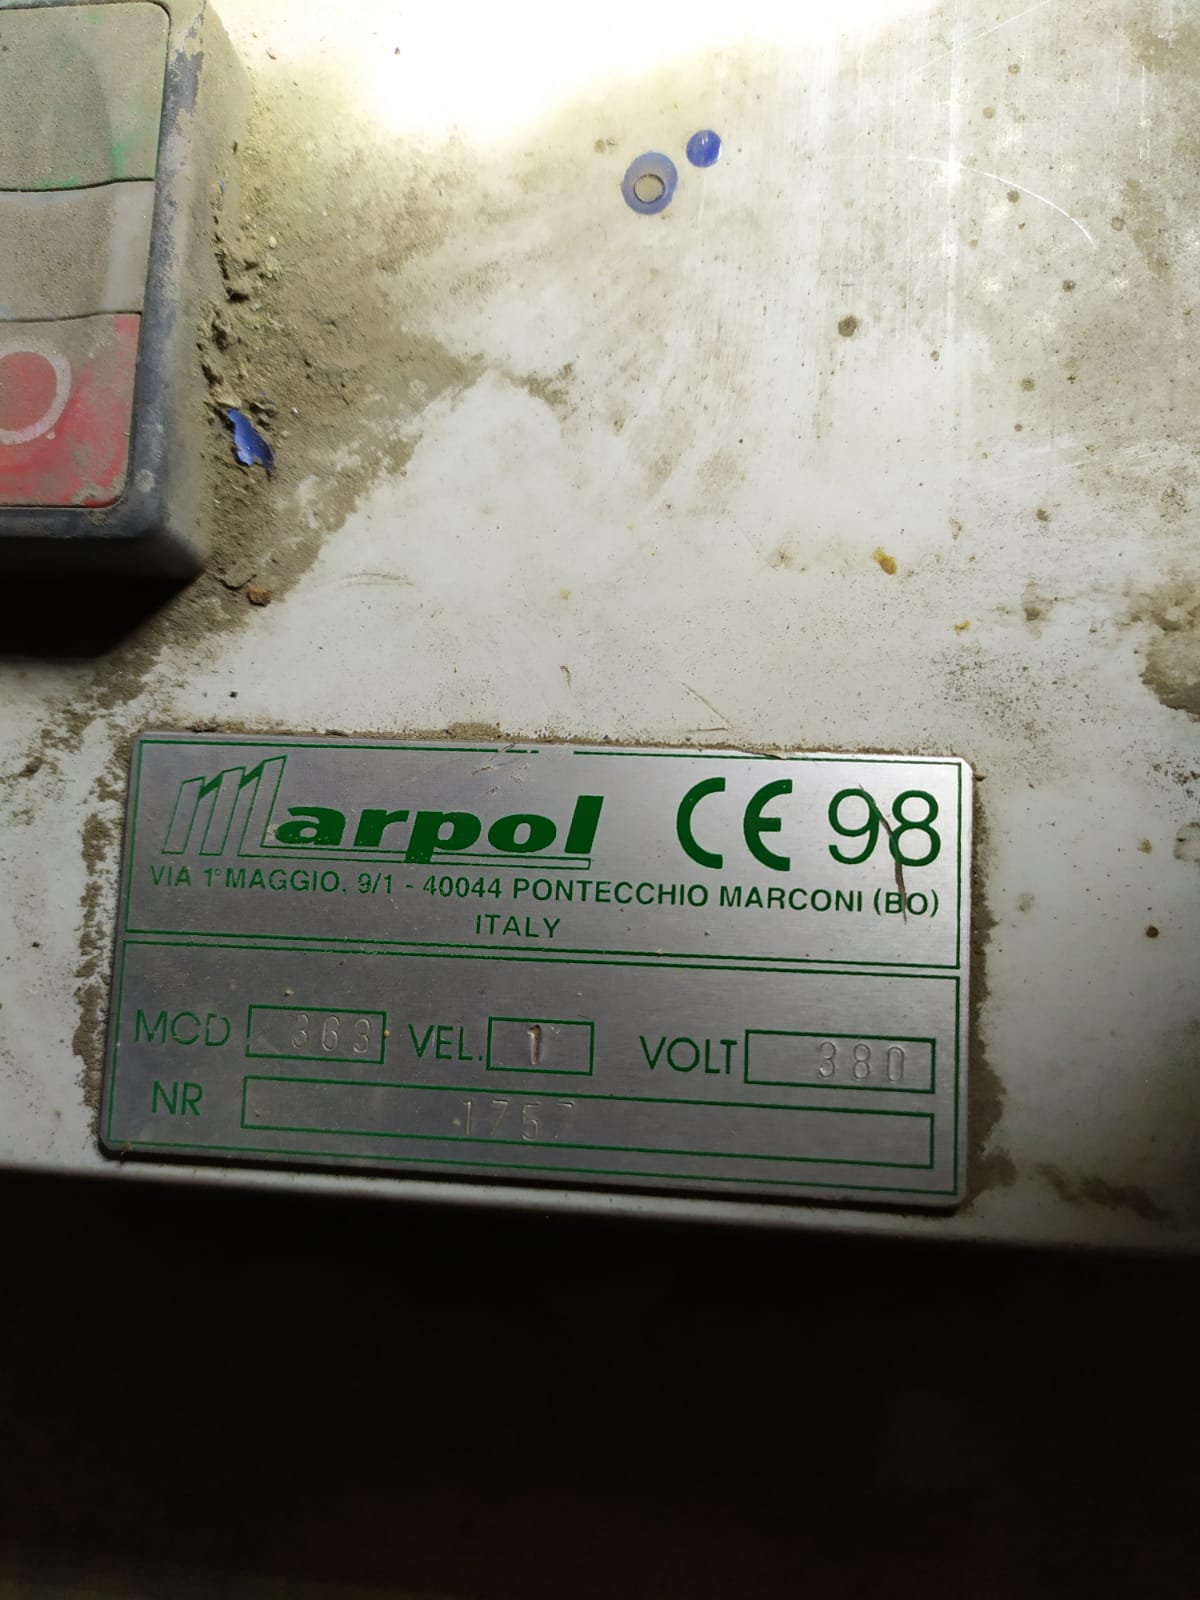 Marpol CE 98
VIA 1° MAGGIO, 9/1 - 40044 PONTECCHIO MARCONI (BO)
ITALY
MOD 363 VEL. 1 VOLT 380
NR 1757